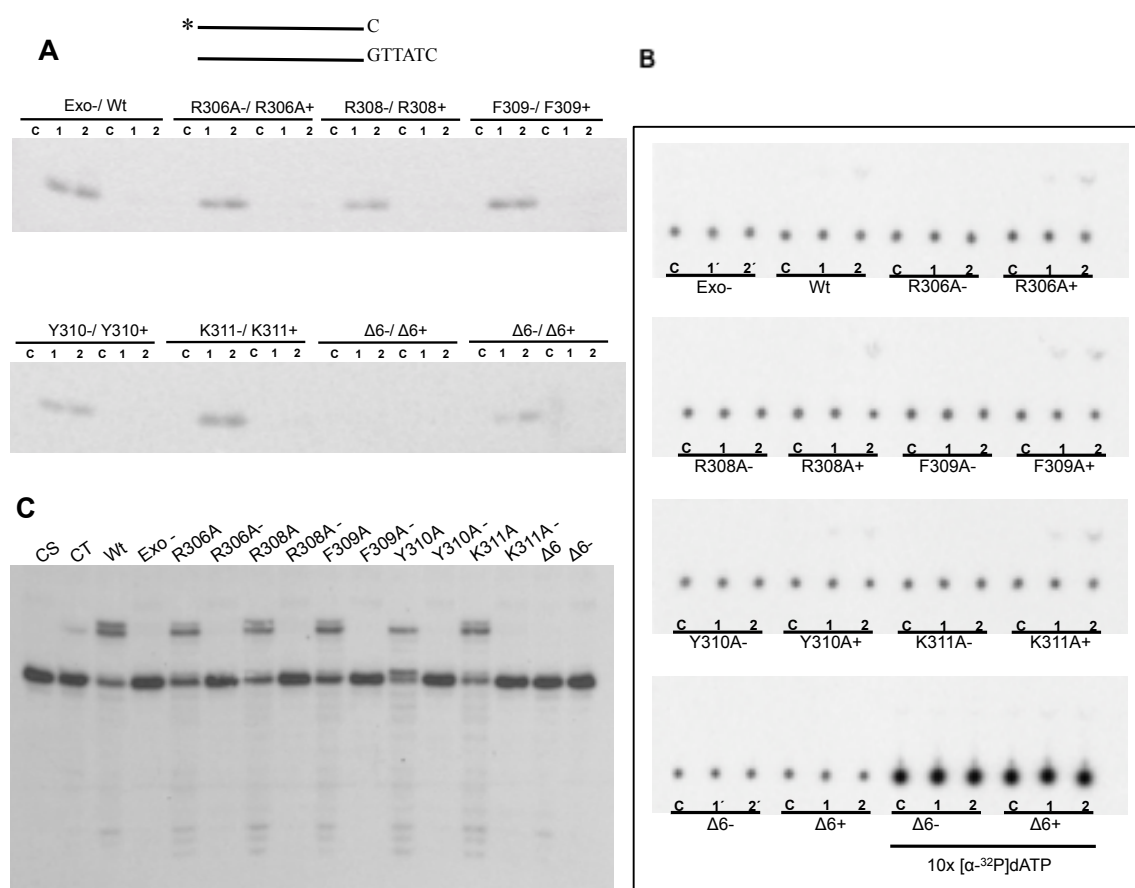 A
* C
GTTATC
Exo-/ Wt R306A-/ R306A+ R308-/ R308+ F309-/ F309+
C 1 2 C 1 2 C 1 2 C 1 2 C 1 2 C 1 2 C 1 2 C 1 2
Y310-/ Y310+ K311-/ K311+ Δ6-/ Δ6+ Δ6-/ Δ6+
C 1 2 C 1 2 C 1 2 C 1 2 C 1 2 C 1 2 C 1 2 C 1 2
B
C 1´ 2´ C 1 2 C 1 2 C 1 2
Exo- Wt R306A- R306A+
C 1 2 C 1 2 C 1 2 C 1 2
R308A- R308A+ F309A- F309A+
C 1 2 C 1 2 C 1 2 C 1 2
Y310A- Y310A+ K311A- K311A+
C 1´ 2´ C 1 2 C 1 2 C 1 2
Δ6- Δ6+ Δ6- Δ6+
10x [α-³²P]dATP
C
CS CT Wt Exo - R306A R306A- R308A R308A - F309A F309A - Y310A Y310A - K311A K311A - Δ6 Δ6-